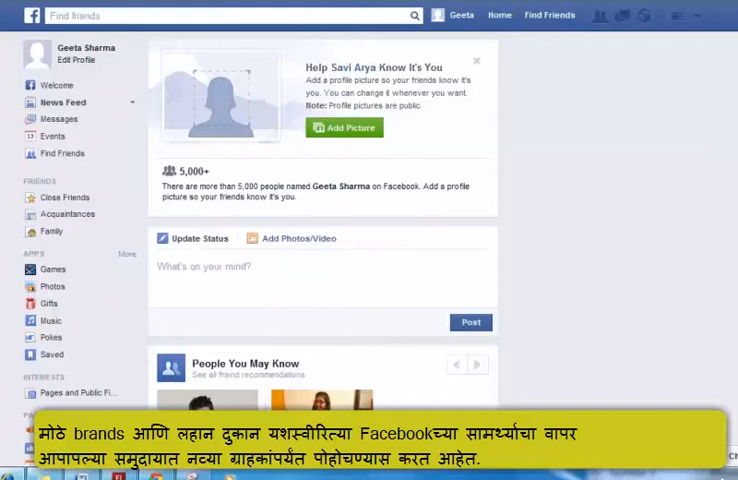 Find friends
Geeta Home Find Friends
Geeta Sharma
Edit Profile
Welcome
News Feed
Messages
Events
Find Friends
FRIENDS
Close Friends
Acquaintances
Family
APPS More
Games
Photos
Gifts
Music
Pokes
Saved
INTERESTS
Pages and Public Fi...
Help Savi Arya Know It's You
Add a profile picture so your friends know it's
you. You can change it whenever you want.
Note: Profile pictures are public.
Add Picture
5,000+
There are more than 5,000 people named Geeta Sharma on Facebook. Add a profile
picture so your friends know it's you.
Update Status Add Photos/Video
What's on your mind?
Post
People You May Know
See all friend recommendations
मोठे brands आणि लहान दुकान यशस्वीरित्या Facebookच्या सामर्थ्याचा वापर
आपापल्या समुदायात नव्या ग्राहकांपर्यंत पोहोचण्यास करत आहेत.